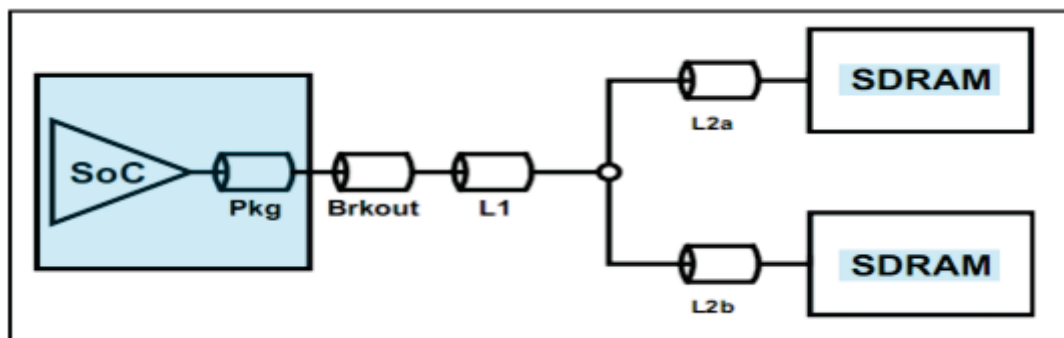 SDRAM
L2a
SoC
Pkg
Brkout
L1
SDRAM
L2b